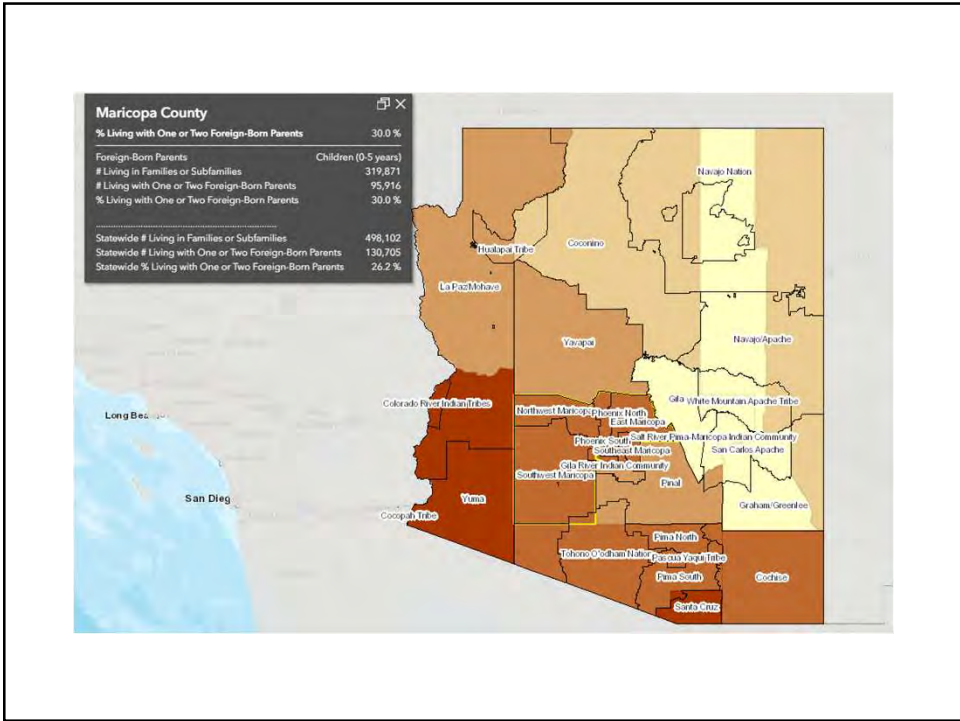 Maricopa County
% Living with One or Two Foreign-Born Parents 30.0 %
Foreign-Born Parents Children (0-5 years)
# Living in Families or Subfamilies 319,871
# Living with One or Two Foreign-Born Parents 95,916
% Living with One or Two Foreign-Born Parents 30.0 %
Statewide # Living in Families or Subfamilies 498,102
Statewide # Living with One or Two Foreign-Born Parents 130,705
Statewide % Living with One or Two Foreign-Born Parents 26.2 %
Navajo Nation
Coconino
Hualapai Tribe
La Paz/Mohave
Navajo/Apache
Yavapai
Gila
White Mountain Apache Tribe
Colorado River Indian Tribes
Northwest Maricopa
Phoenix North
East Maricopa
Long Bea
Phoenix South
Salt River Pima-Maricopa Indian Community
Southeast Maricopa
San Carlos Apache
Gila River Indian Community
Southwest Maricopa
Pinal
San Dieg
Yuma
Graham/Greenlee
Cocopah Tribe
Pima North
Tohono O'odham Nation
Pascua Yaqui Tribe
Pima South
Cochise
Santa Cruz